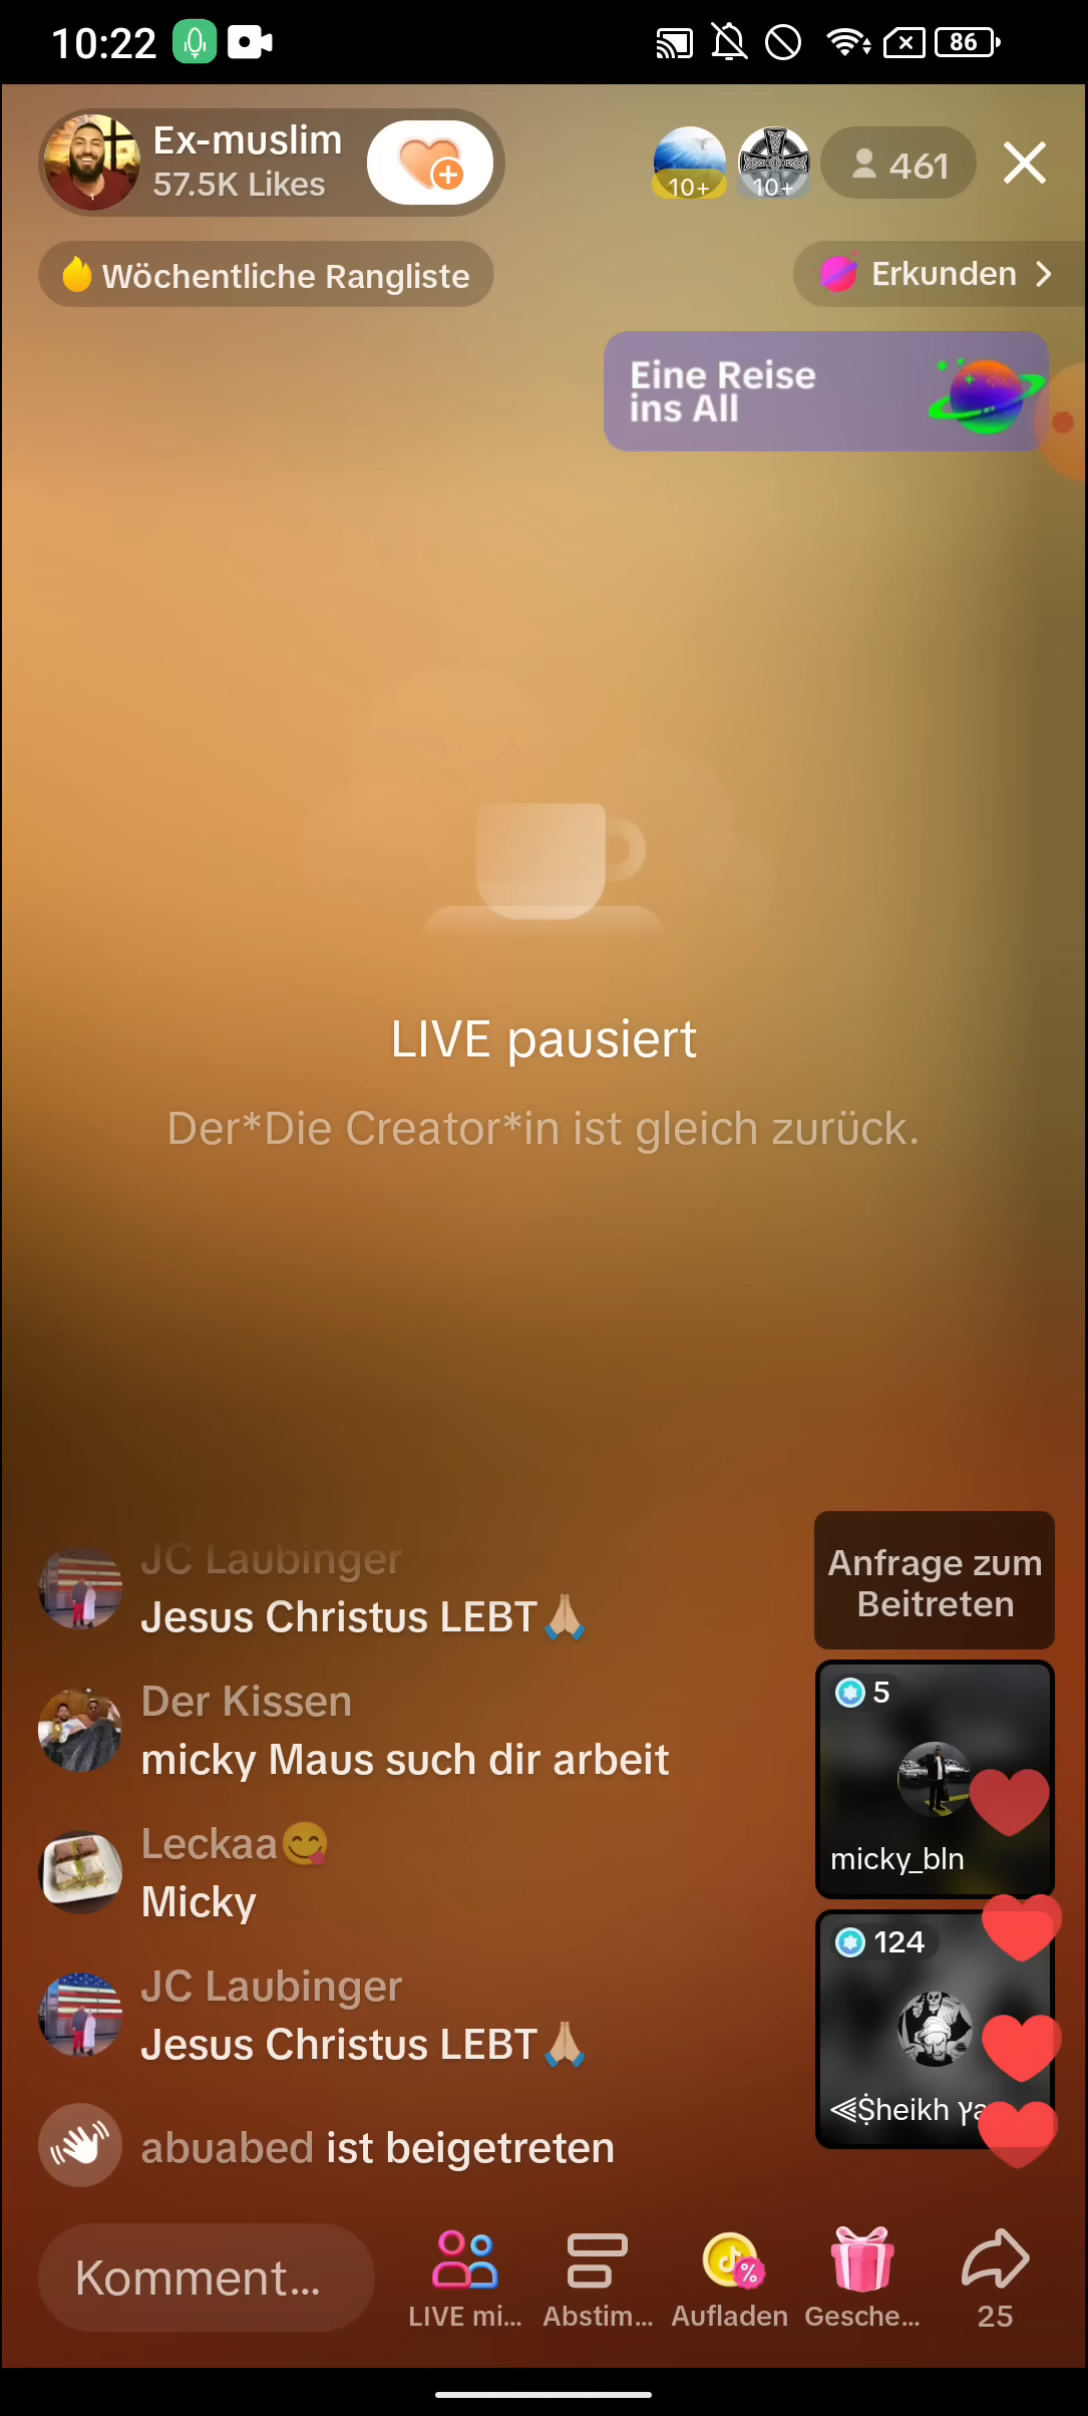 10:22
86
Ex-muslim
57.5K Likes
10+
10+
461
Wöchentliche Rangliste
Erkunden
Eine Reise
ins All
LIVE pausiert
Der*Die Creator*in ist gleich zurück.
JC Laubinger
Jesus Christus LEBT🙏🏼
Anfrage zum
Beitreten
Der Kissen
micky Maus such dir arbeit
5
micky_bln
Leckaa😋
Micky
124
JC Laubinger
Jesus Christus LEBT🙏🏼
Ṩheikh
abuabed ist beigetreten
Komment...
LIVE mi...
Abstim...
Aufladen
Gesche...
25